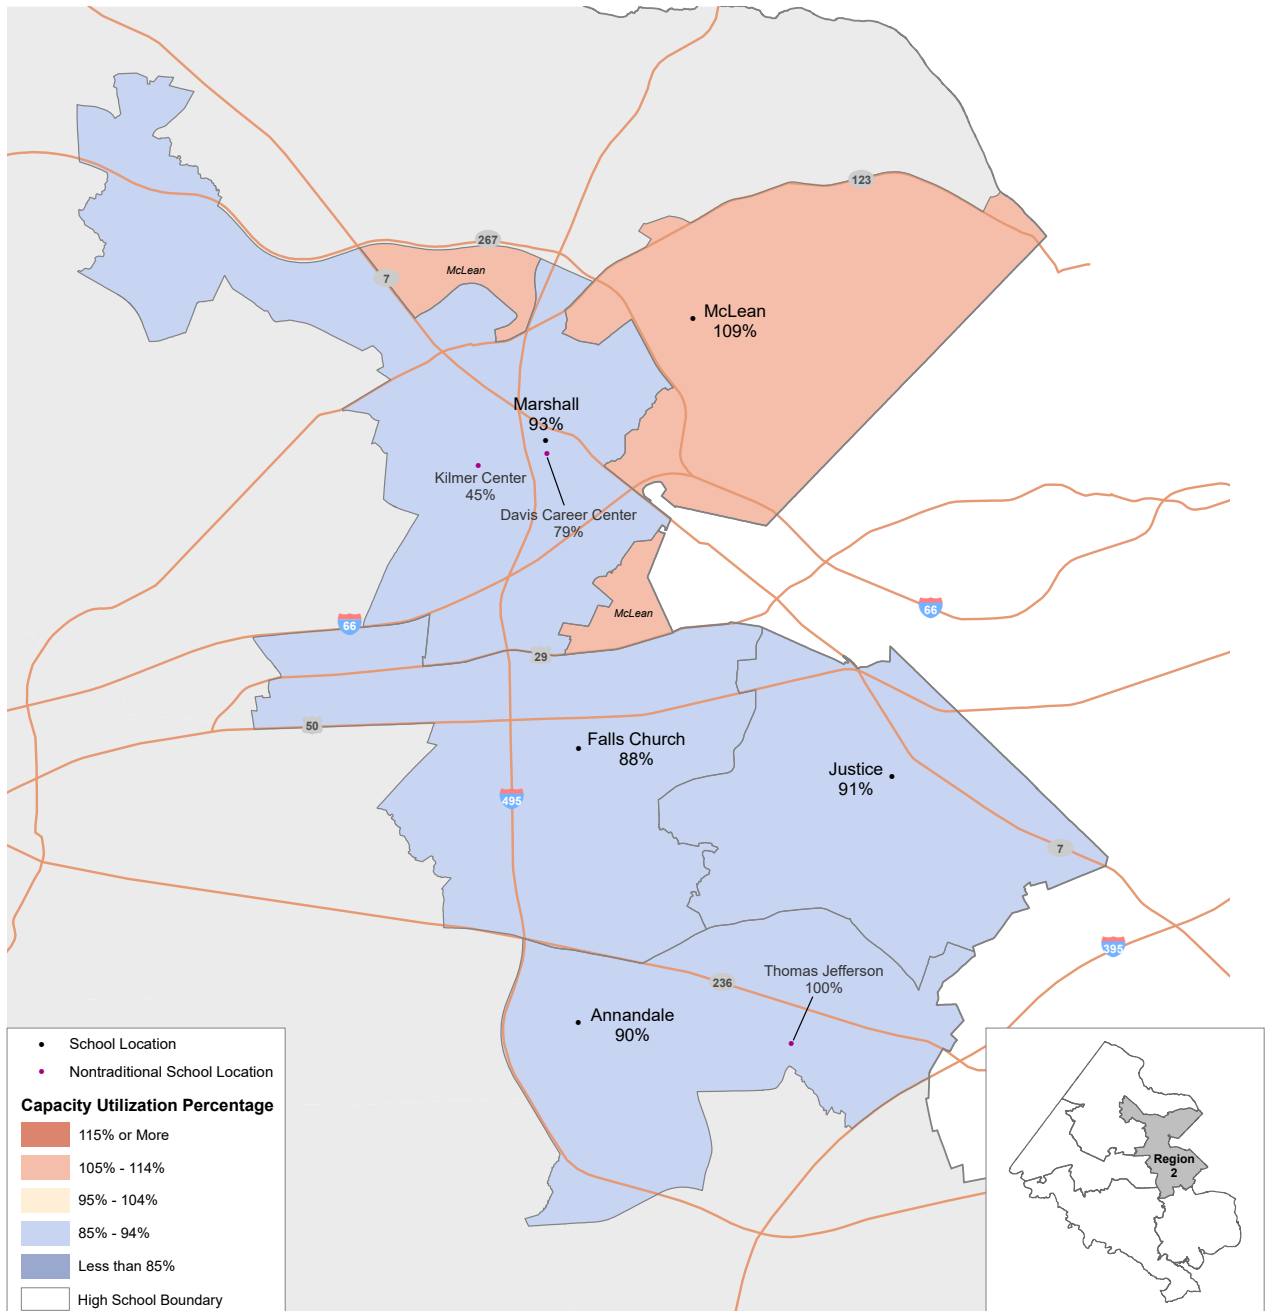 123
267
7
McLean
McLean
109%
Marshall
93%
Kilmer Center
45%
Davis Career Center
79%
McLean
66
66
29
50
Falls Church
88%
Justice
91%
495
7
395
Thomas Jefferson
100%
236
Annandale
90%
School Location
Nontraditional School Location
Capacity Utilization Percentage
115% or More
105% - 114%
95% - 104%
85% - 94%
Less than 85%
High School Boundary
Region
2